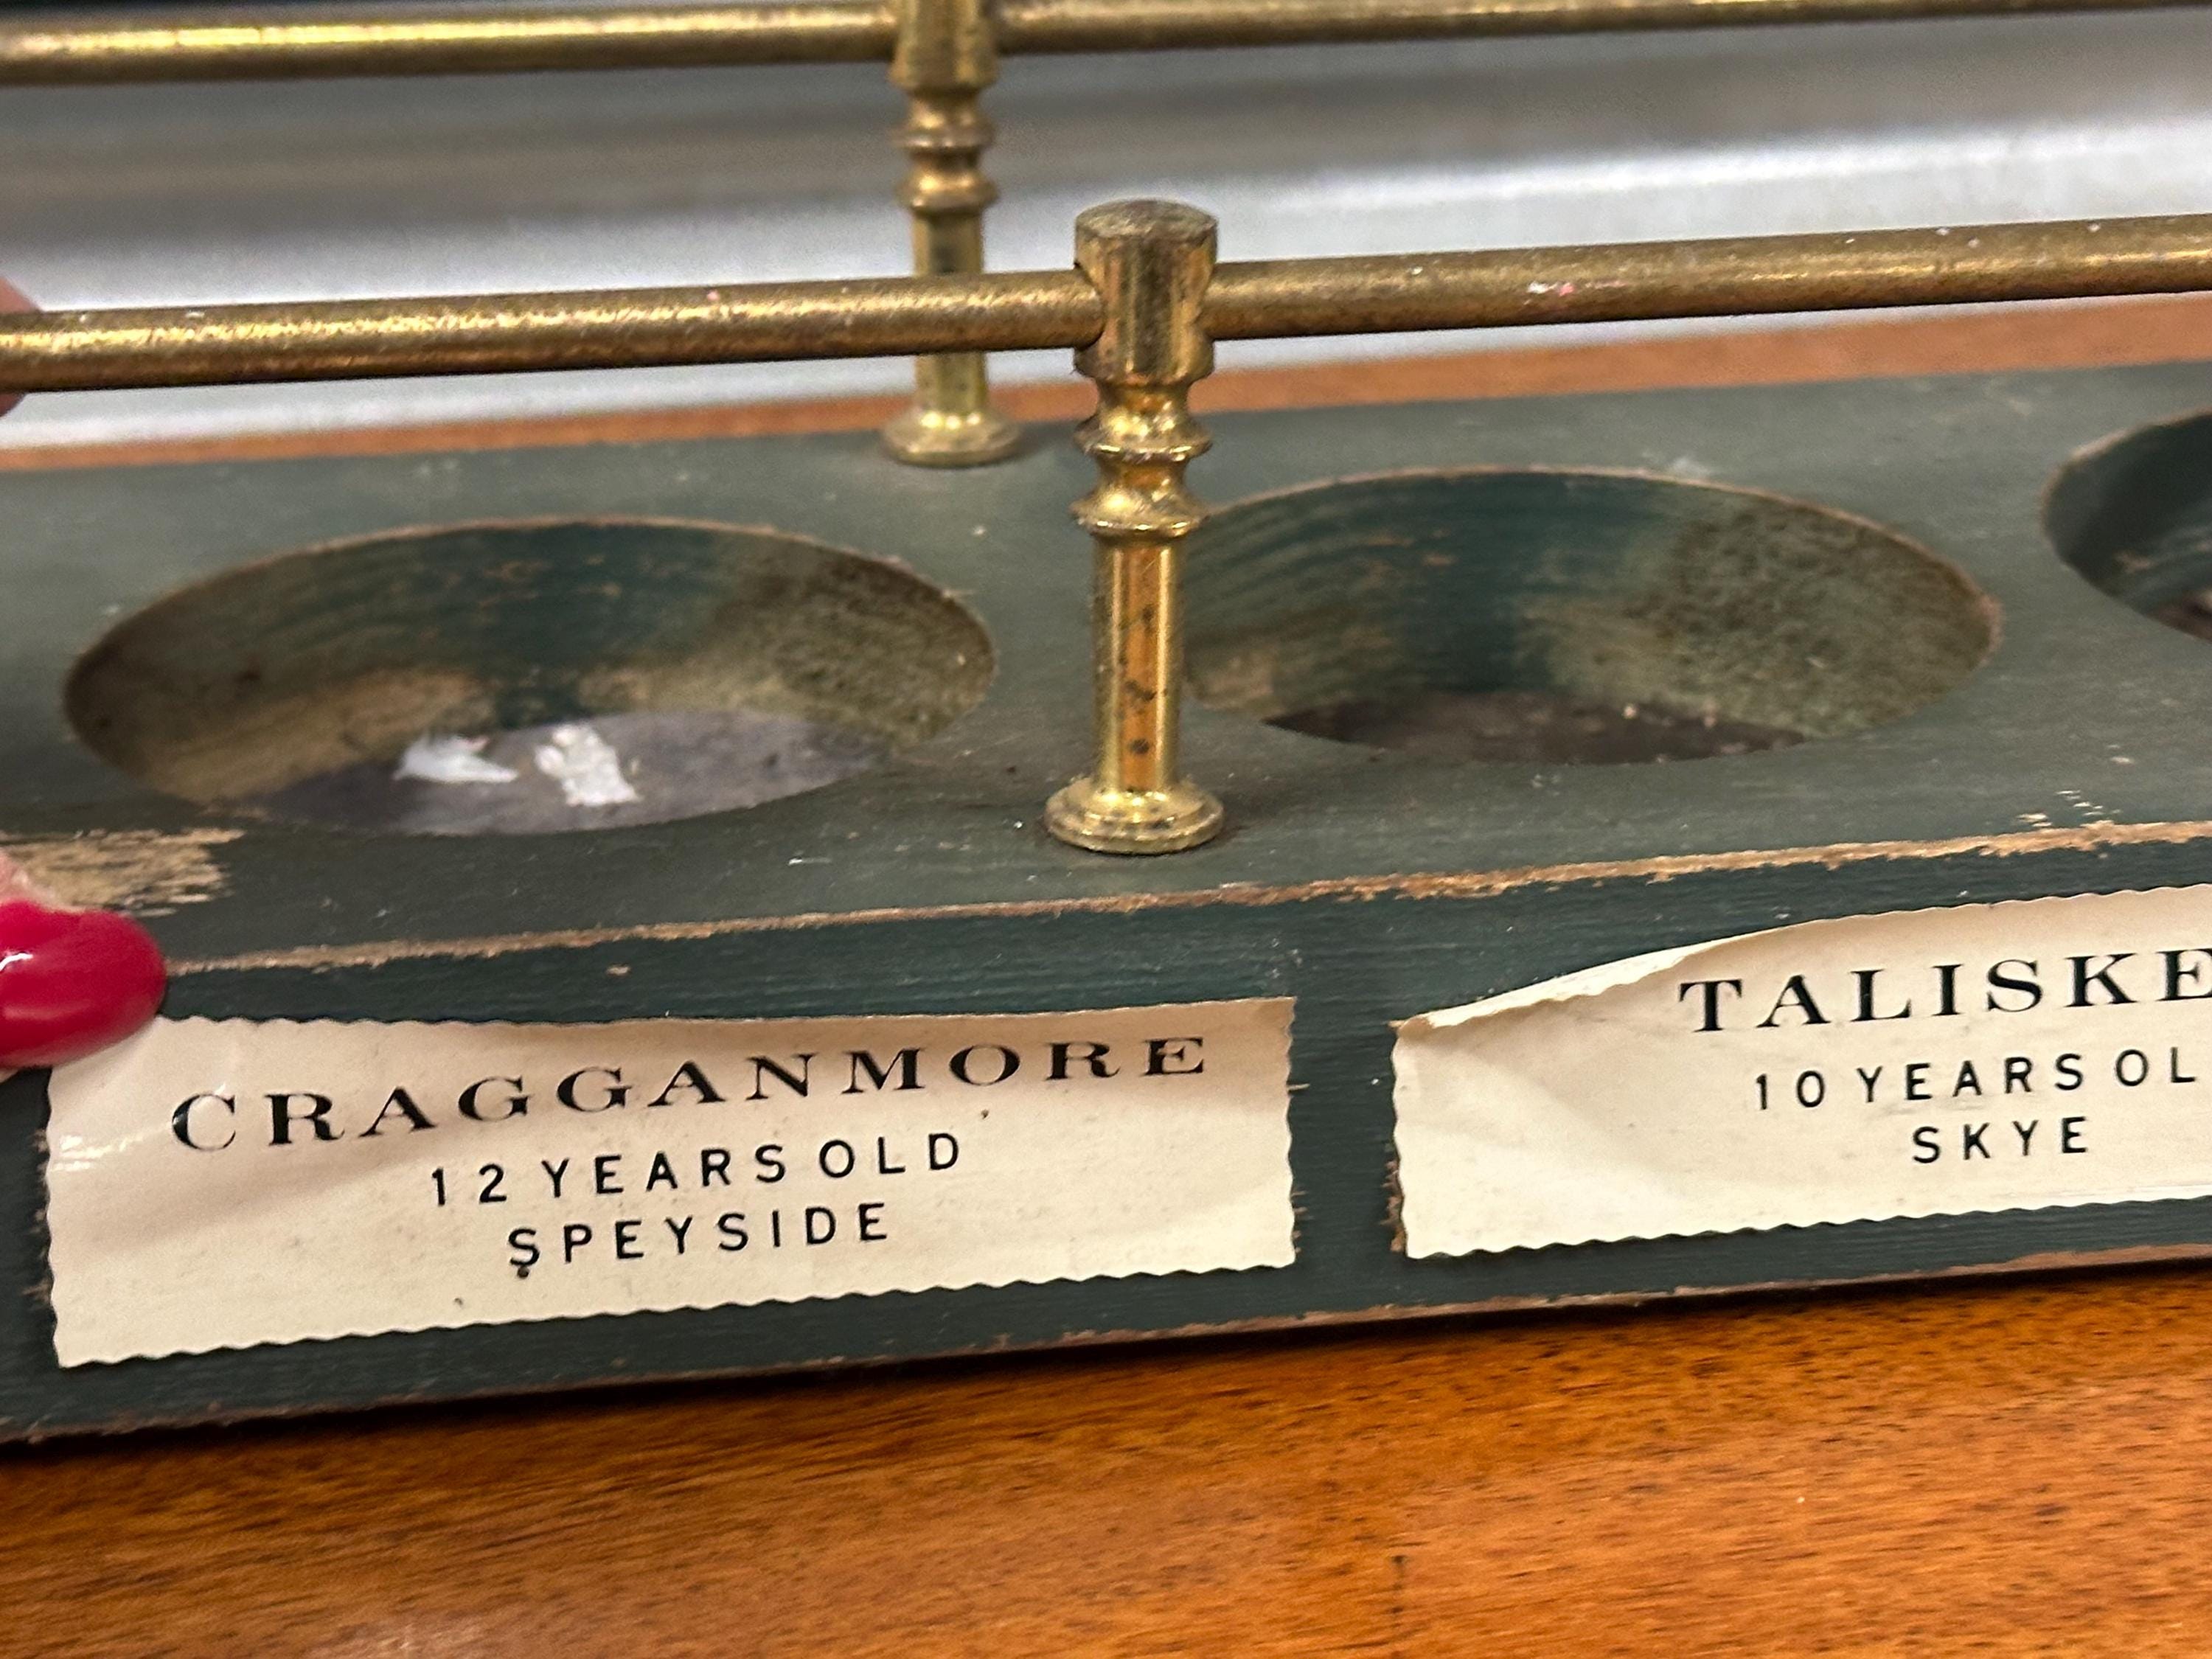 CRAGGANMORE
12 YEARS OLD
SPEYSIDE
TALISKE
10 YEARS OL
SKYE